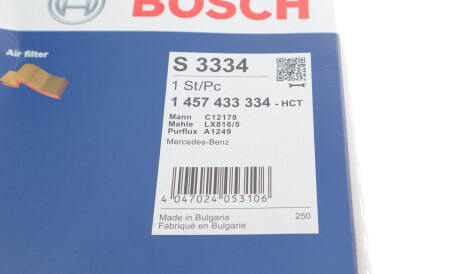 BOSCH
Air filter
S 3334
1 St/Pc
1 457 433 334 - HCT
Mann C12178
Mahle LX816/5
Purflux A1249
Mercedes-Benz
4 047024 053106
Made in Bulgaria 250
Fabriqué en Bulgarie